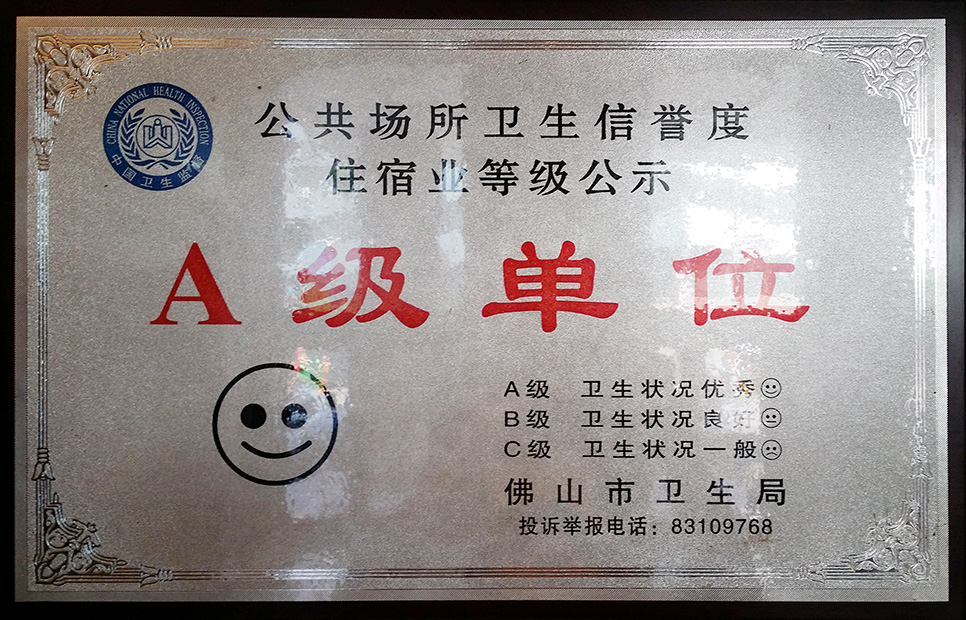 CHINA NATIONAL HEALTH INSPECTION
中国卫生监督
公共场所卫生信誉度
住宿业等级公示
A级单位
A级 卫生状况优秀
B级 卫生状况良好
C级 卫生状况一般
佛山市卫生局
投诉举报电话：83109768